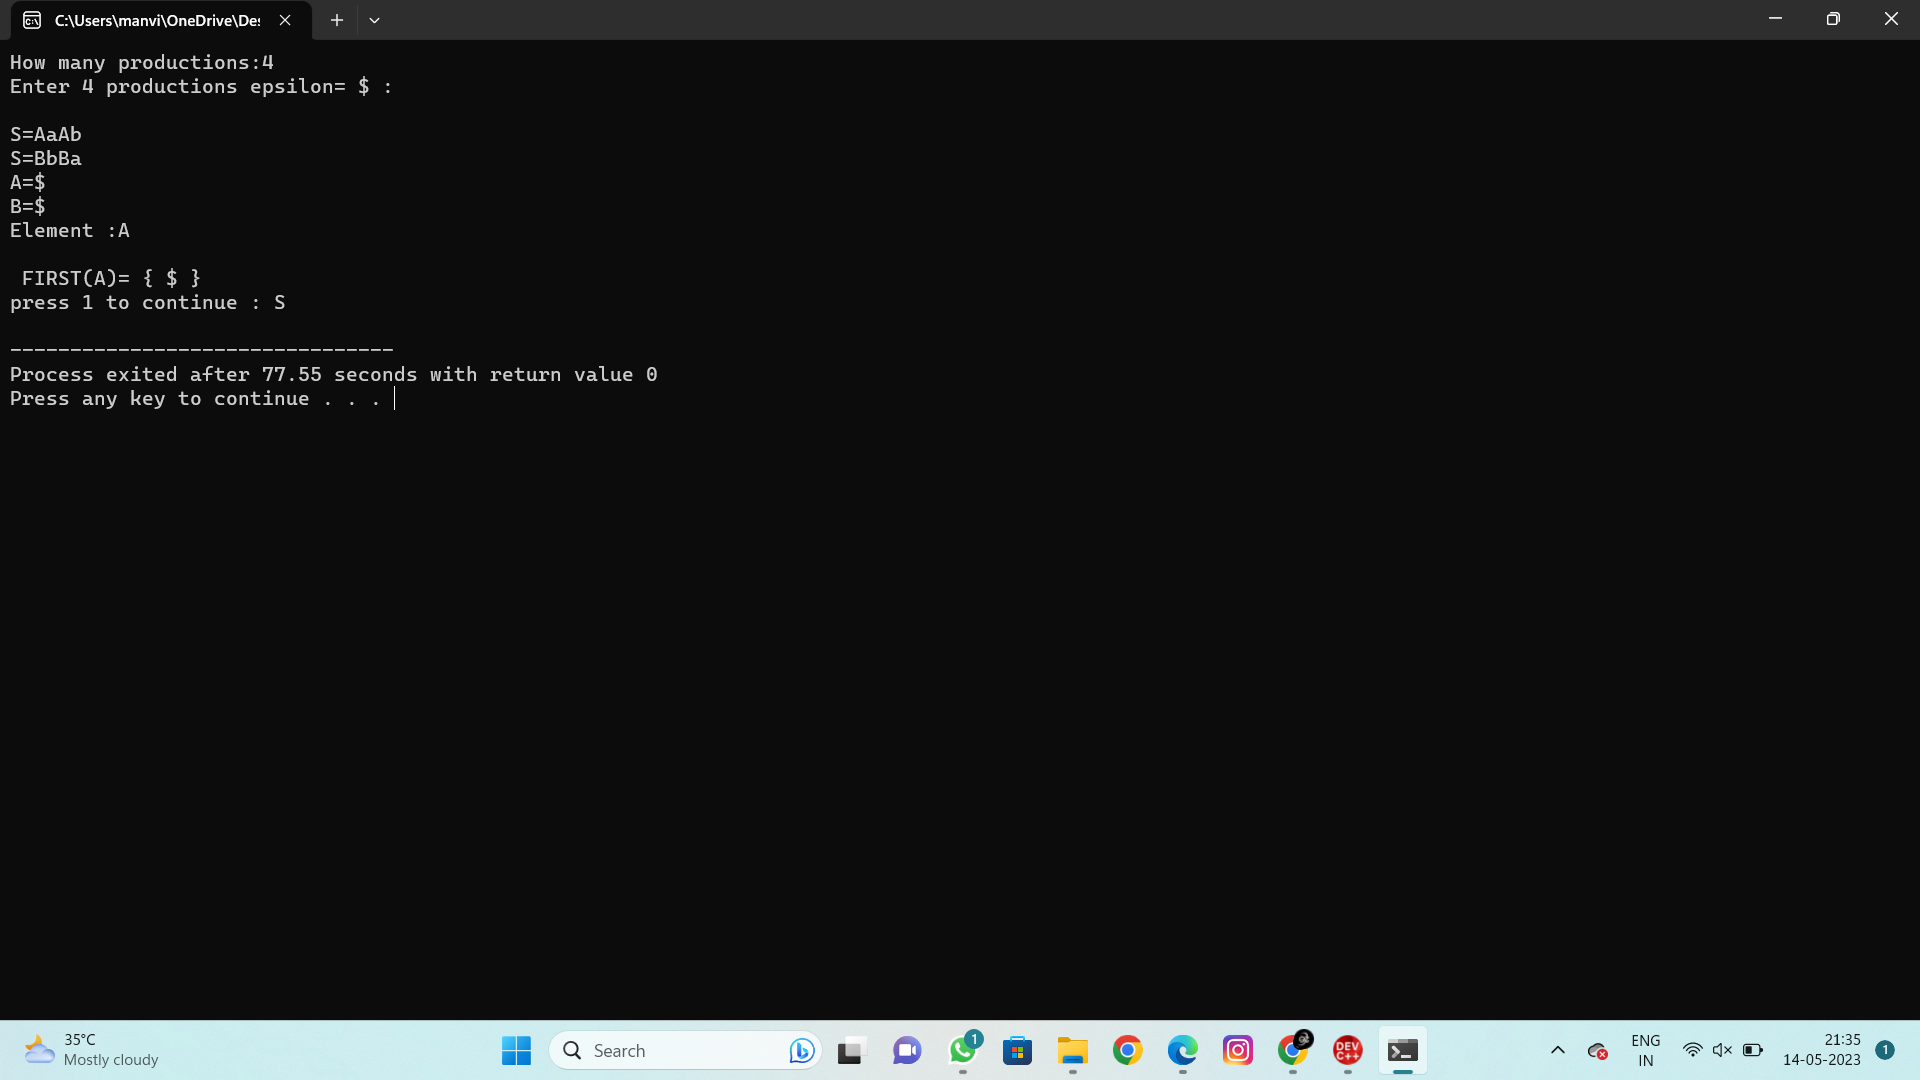 C:\Users\manvi\OneDrive\Des
How many productions:4
Enter 4 productions epsilon= $ :
S=AaAb
S=BbBa
A=$
B=$
Element :A
FIRST(A)= { $ }
press 1 to continue : S
--------------------------------
Process exited after 77.55 seconds with return value 0
Press any key to continue . . .
35°C
Mostly cloudy
Search
1
DEV
C++
ENG
IN
21:35
14-05-2023
1